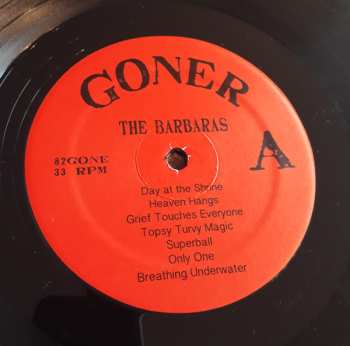 GONER
THE BARBARAS
82GONE
33 RPM
A
Day at the Shrine
Heaven Hangs
Grief Touches Everyone
Topsy Turvy Magic
Superball
Only One
Breathing Underwater